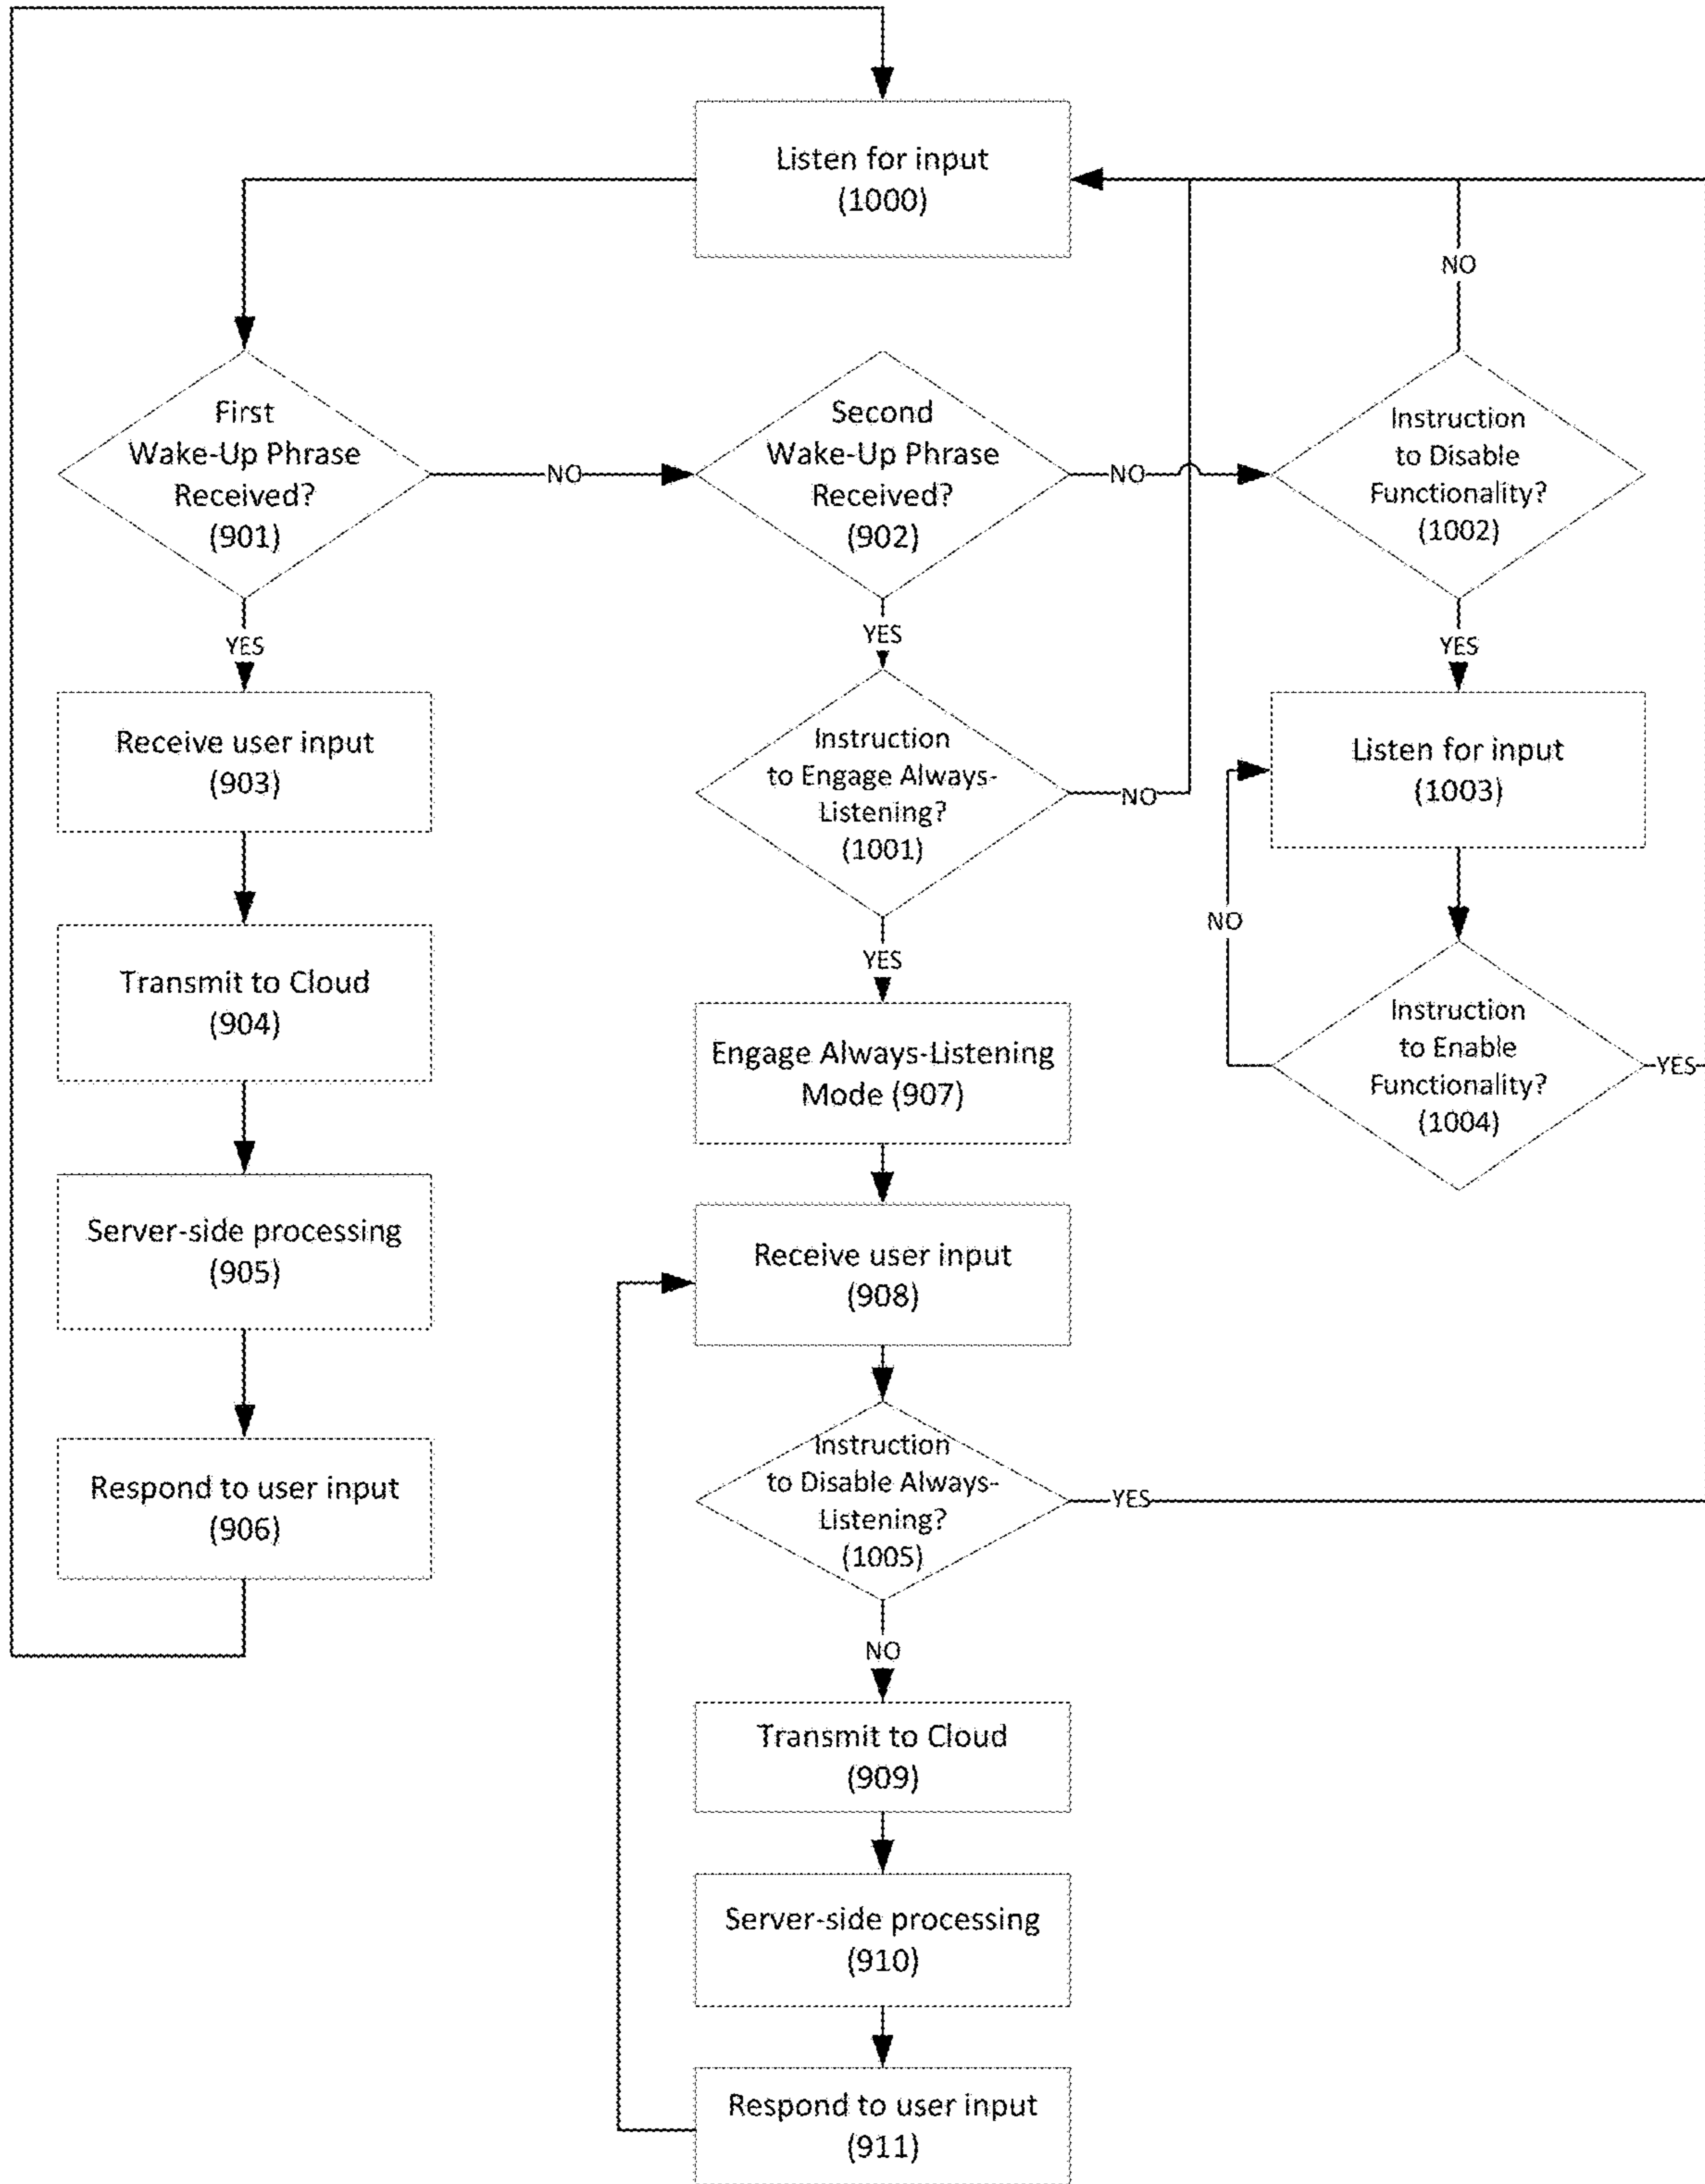 Listen for input
(1000)
NO
First
Wake-Up Phrase
Received?
(901)
NO
Second
Wake-Up Phrase
Received?
(902)
NO
Instruction
to Disable
Functionality?
(1002)
YES
YES
YES
Receive user input
(903)
Instruction
to Engage Always-
Listening?
(1001)
NO
Listen for input
(1003)
NO
Transmit to Cloud
(904)
YES
Engage Always-Listening
Mode (907)
Instruction
to Enable
Functionality?
(1004)
YES
Server-side processing
(905)
Receive user input
(908)
Respond to user input
(906)
Instruction
to Disable Always-
Listening?
(1005)
YES
NO
Transmit to Cloud
(909)
Server-side processing
(910)
Respond to user input
(911)